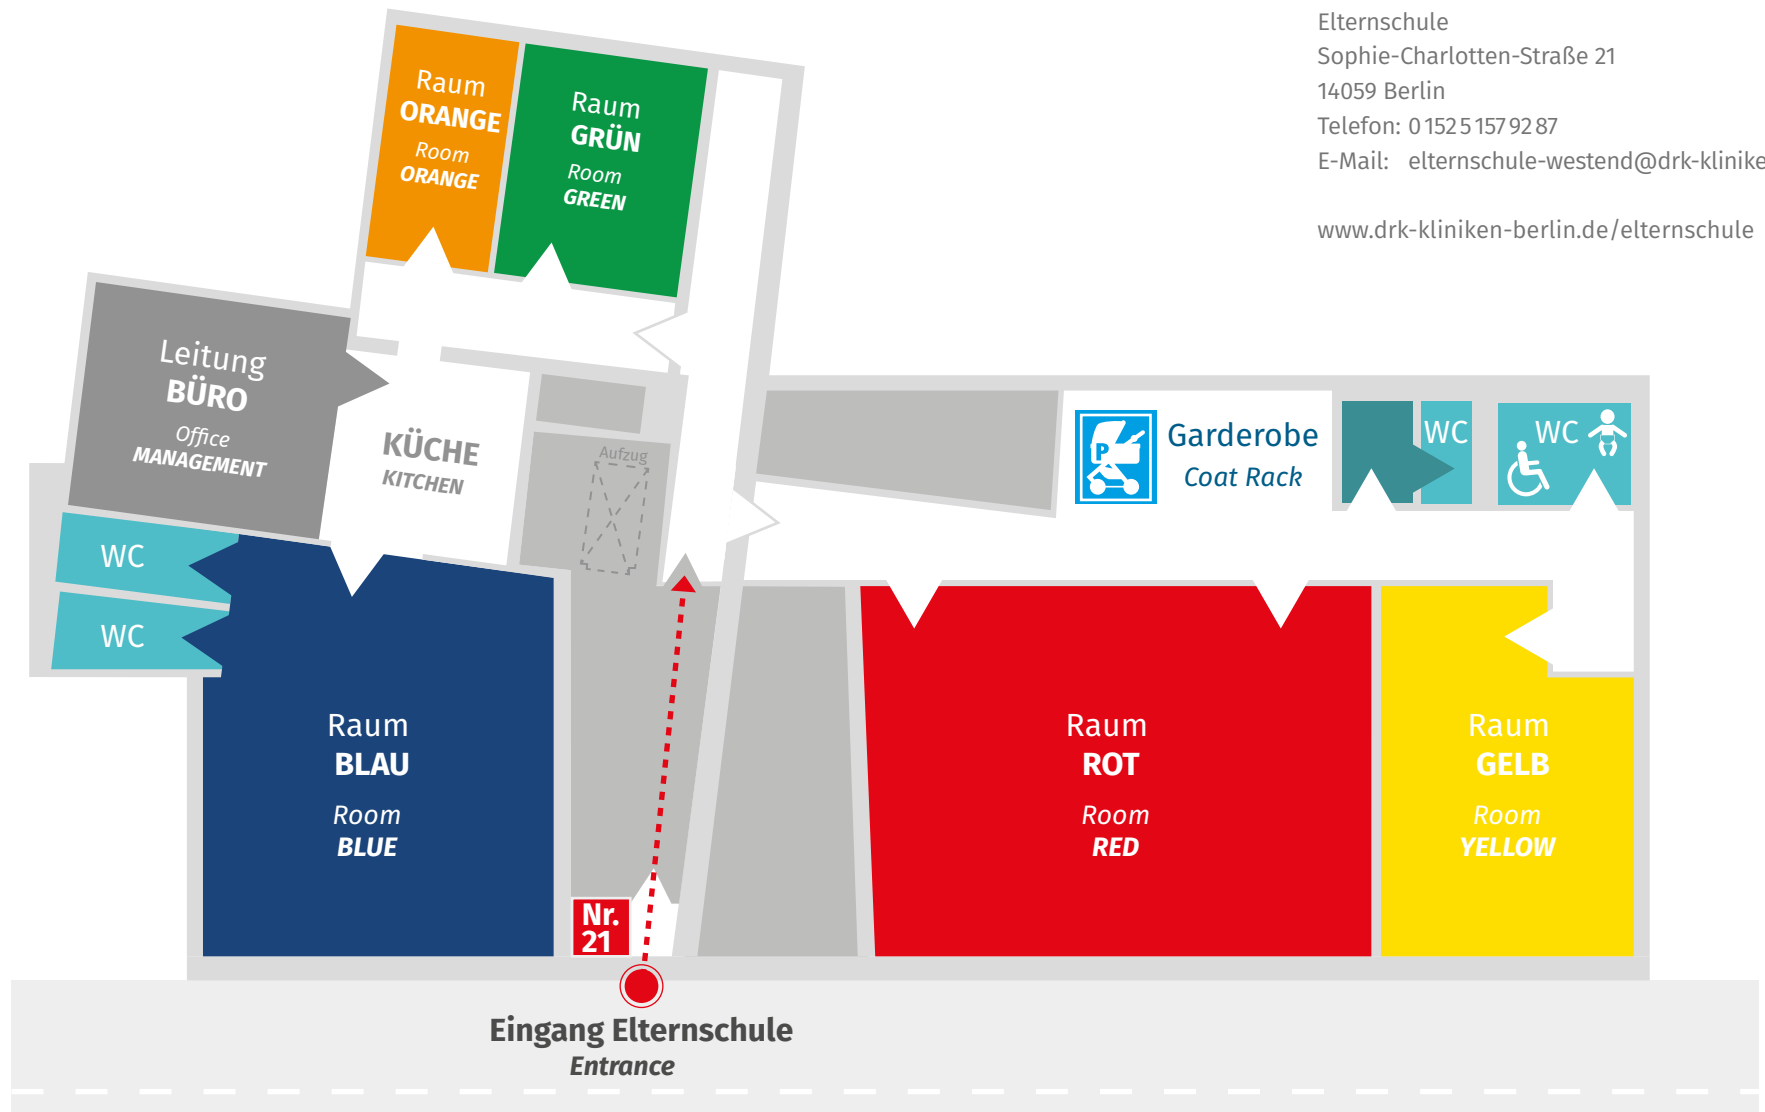 Elternschule
Sophie-Charlotten-Straße 21
14059 Berlin
Telefon: 0 152 5 157 92 87
E-Mail: elternschule-westend@drk-klinike
www.drk-kliniken-berlin.de/elternschule
Raum
ORANGE
Room
ORANGE
Raum
GRÜN
Room
GREEN
Leitung
BÜRO
Office
MANAGEMENT
KÜCHE
KITCHEN
Aufzug
P
Garderobe
Coat Rack
WC
WC
WC
WC
Raum
BLAU
Room
BLUE
Raum
ROT
Room
RED
Raum
GELB
Room
YELLOW
Nr.
21
Eingang Elternschule
Entrance